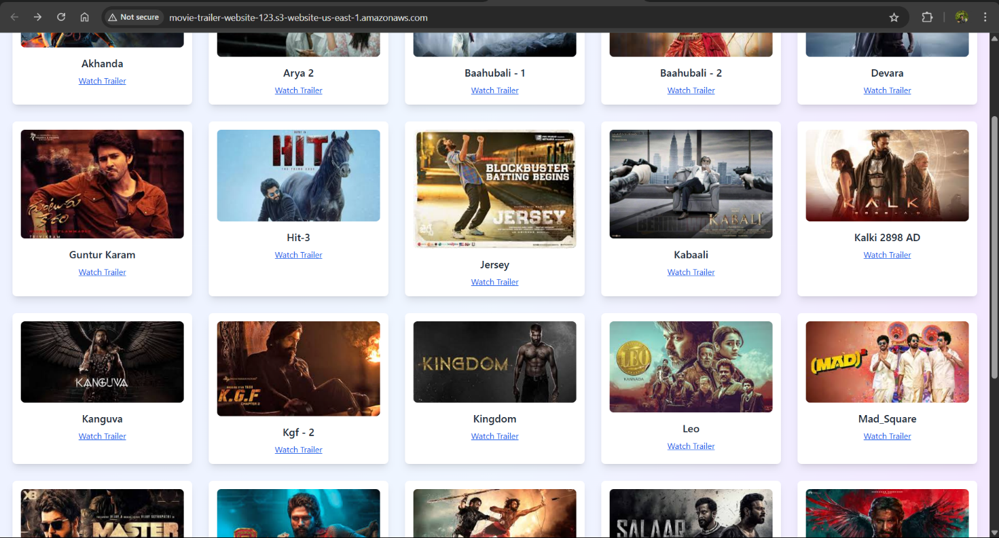 Not secure movie-trailer-website-123.s3-website-us-east-1.amazonaws.com
Akhanda
Watch Trailer
Arya 2
Watch Trailer
Baahubali - 1
Watch Trailer
Baahubali - 2
Watch Trailer
Devara
Watch Trailer
గుంటూరు
కారం
TRIVIKRAM
Guntur Karam
Watch Trailer
HIT
THE THIRD CASE
Hit-3
Watch Trailer
BLOCKBUSTER
BATTING BEGINS
JERSEY
Jersey
Watch Trailer
KABALI
Kabaali
Watch Trailer
KALKI
2898-A.D
Kalki 2898 AD
Watch Trailer
KANGUVA
Kanguva
Watch Trailer
K.G.F
CHAPTER 2
Kgf - 2
Watch Trailer
KINGDOM
Kingdom
Watch Trailer
LEO
KANNADA
Leo
Watch Trailer
(MAD)²
Mad_Square
Watch Trailer
XB
MASTER
SALAAR